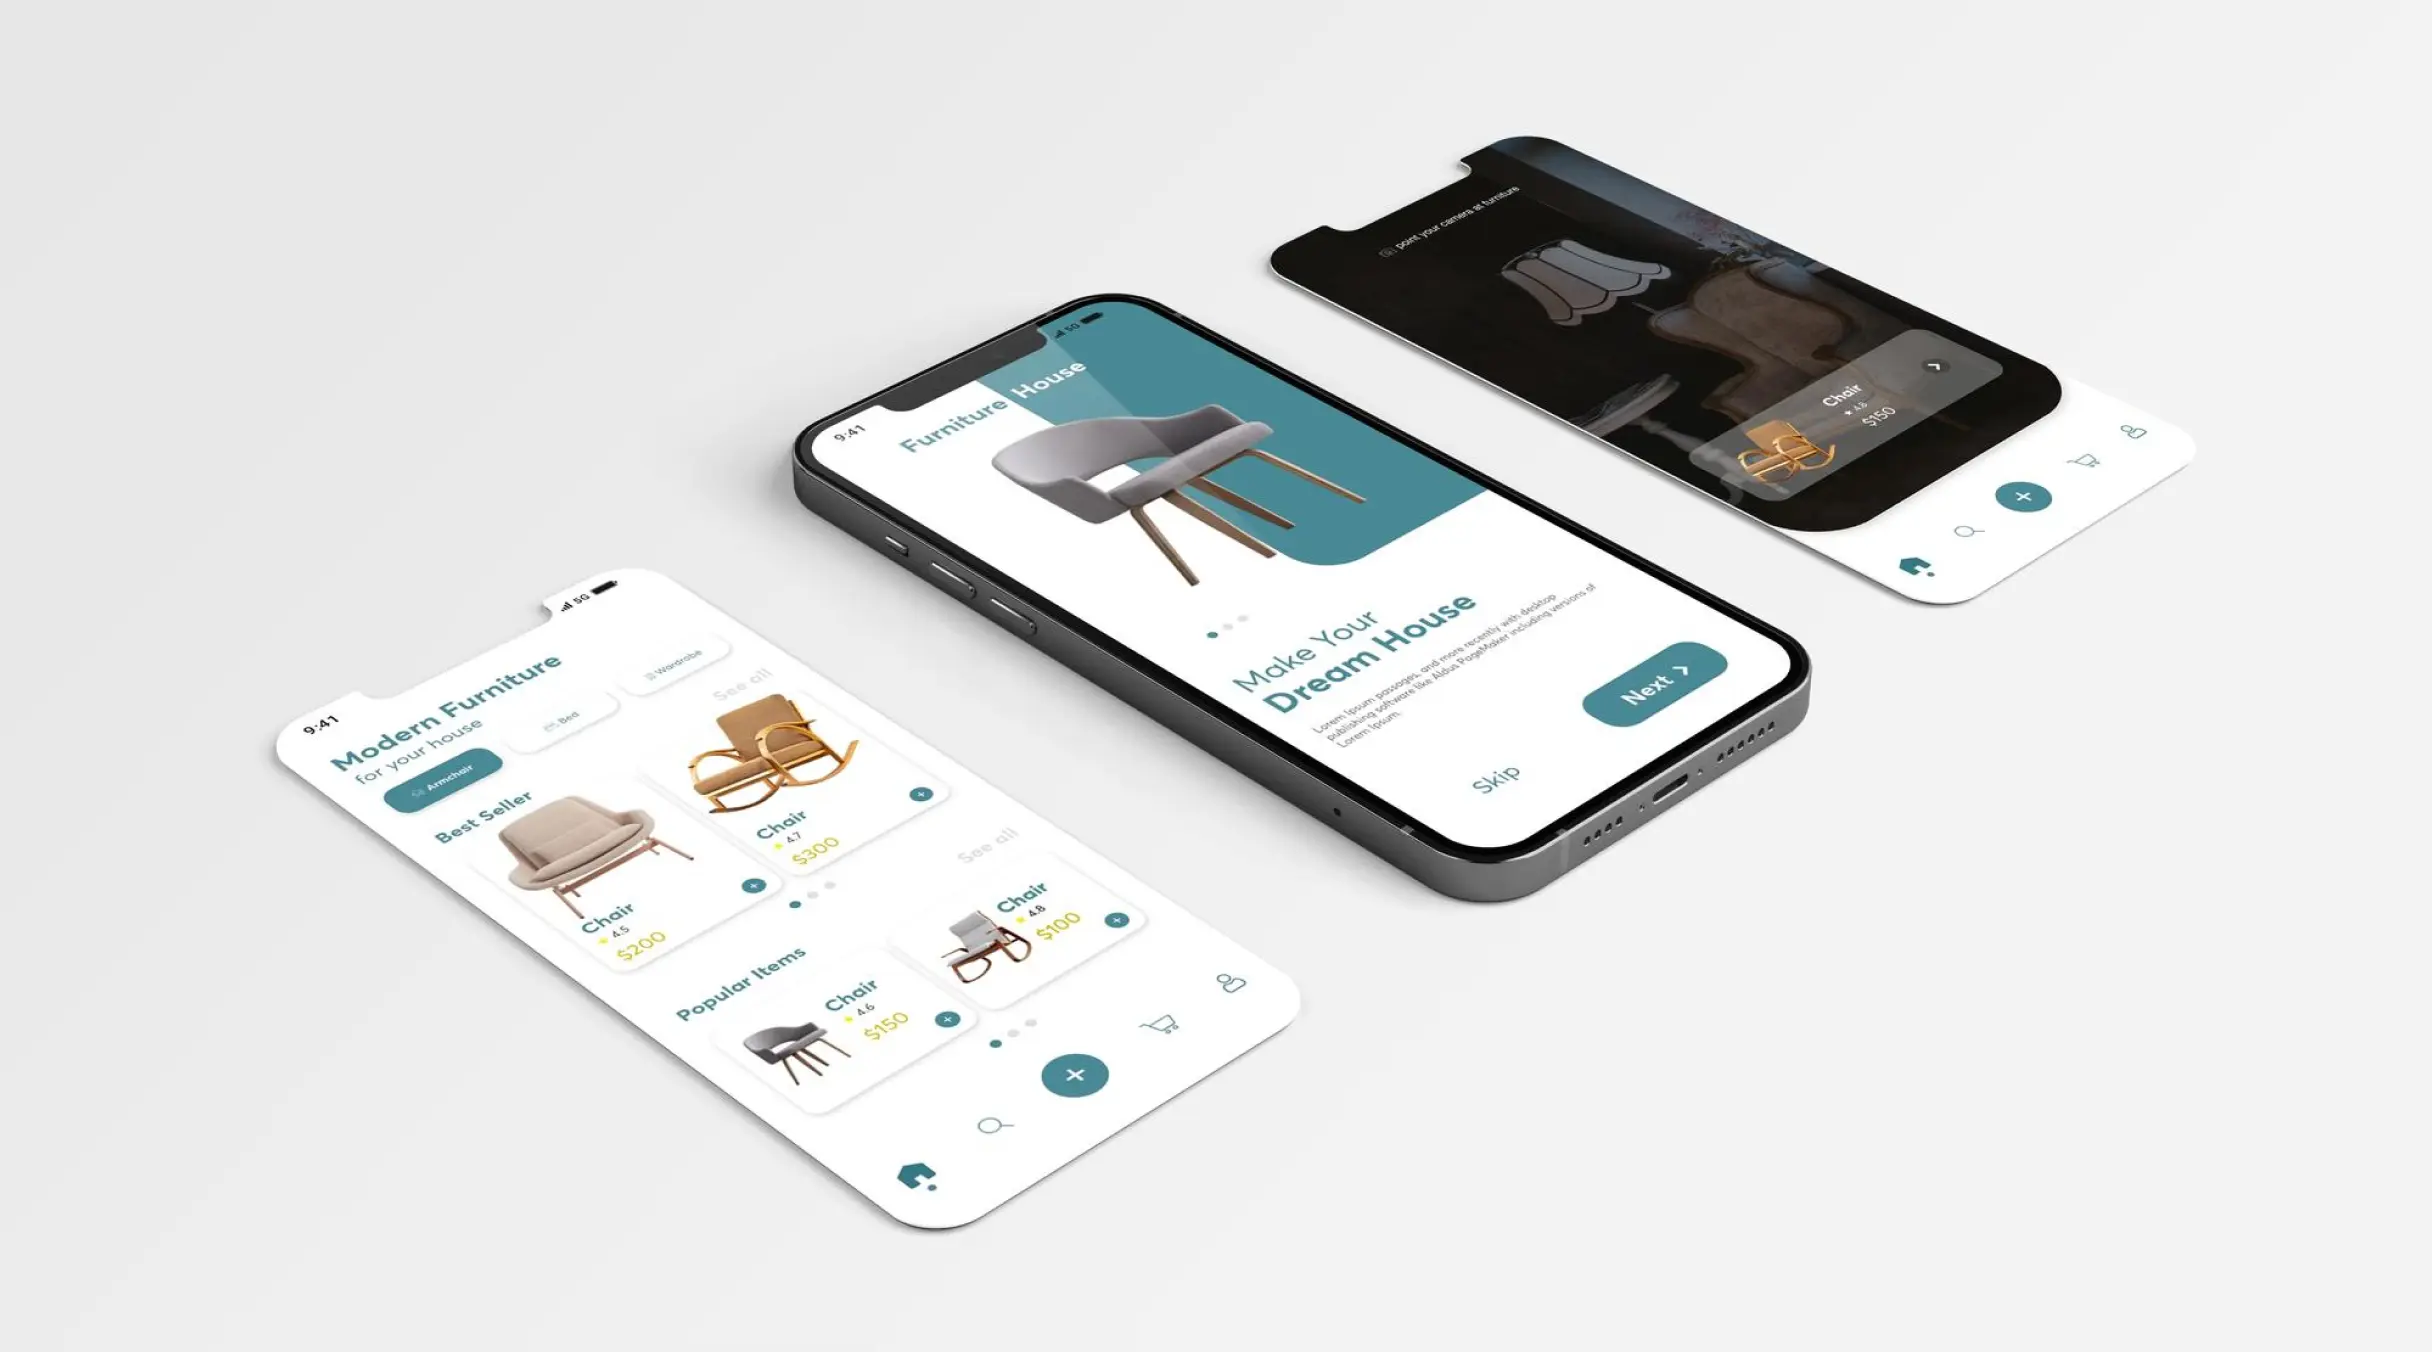 9:41
5G
Modern Furniture
for your house
Armchair
Bed
Wardrobe
Best Seller
See all
Chair
4.5
$200
Chair
4.7
$300
Popular Items
See all
Chair
4.6
$150
Chair
4.8
$100
9:41
5G
Furniture House
Make Your
Dream House
Lorem Ipsum passages, and more recently with desktop
publishing software like Aldus PageMaker including versions of
Lorem Ipsum.
Skip
Next
point your camera at furniture
Chair
4.8
$150